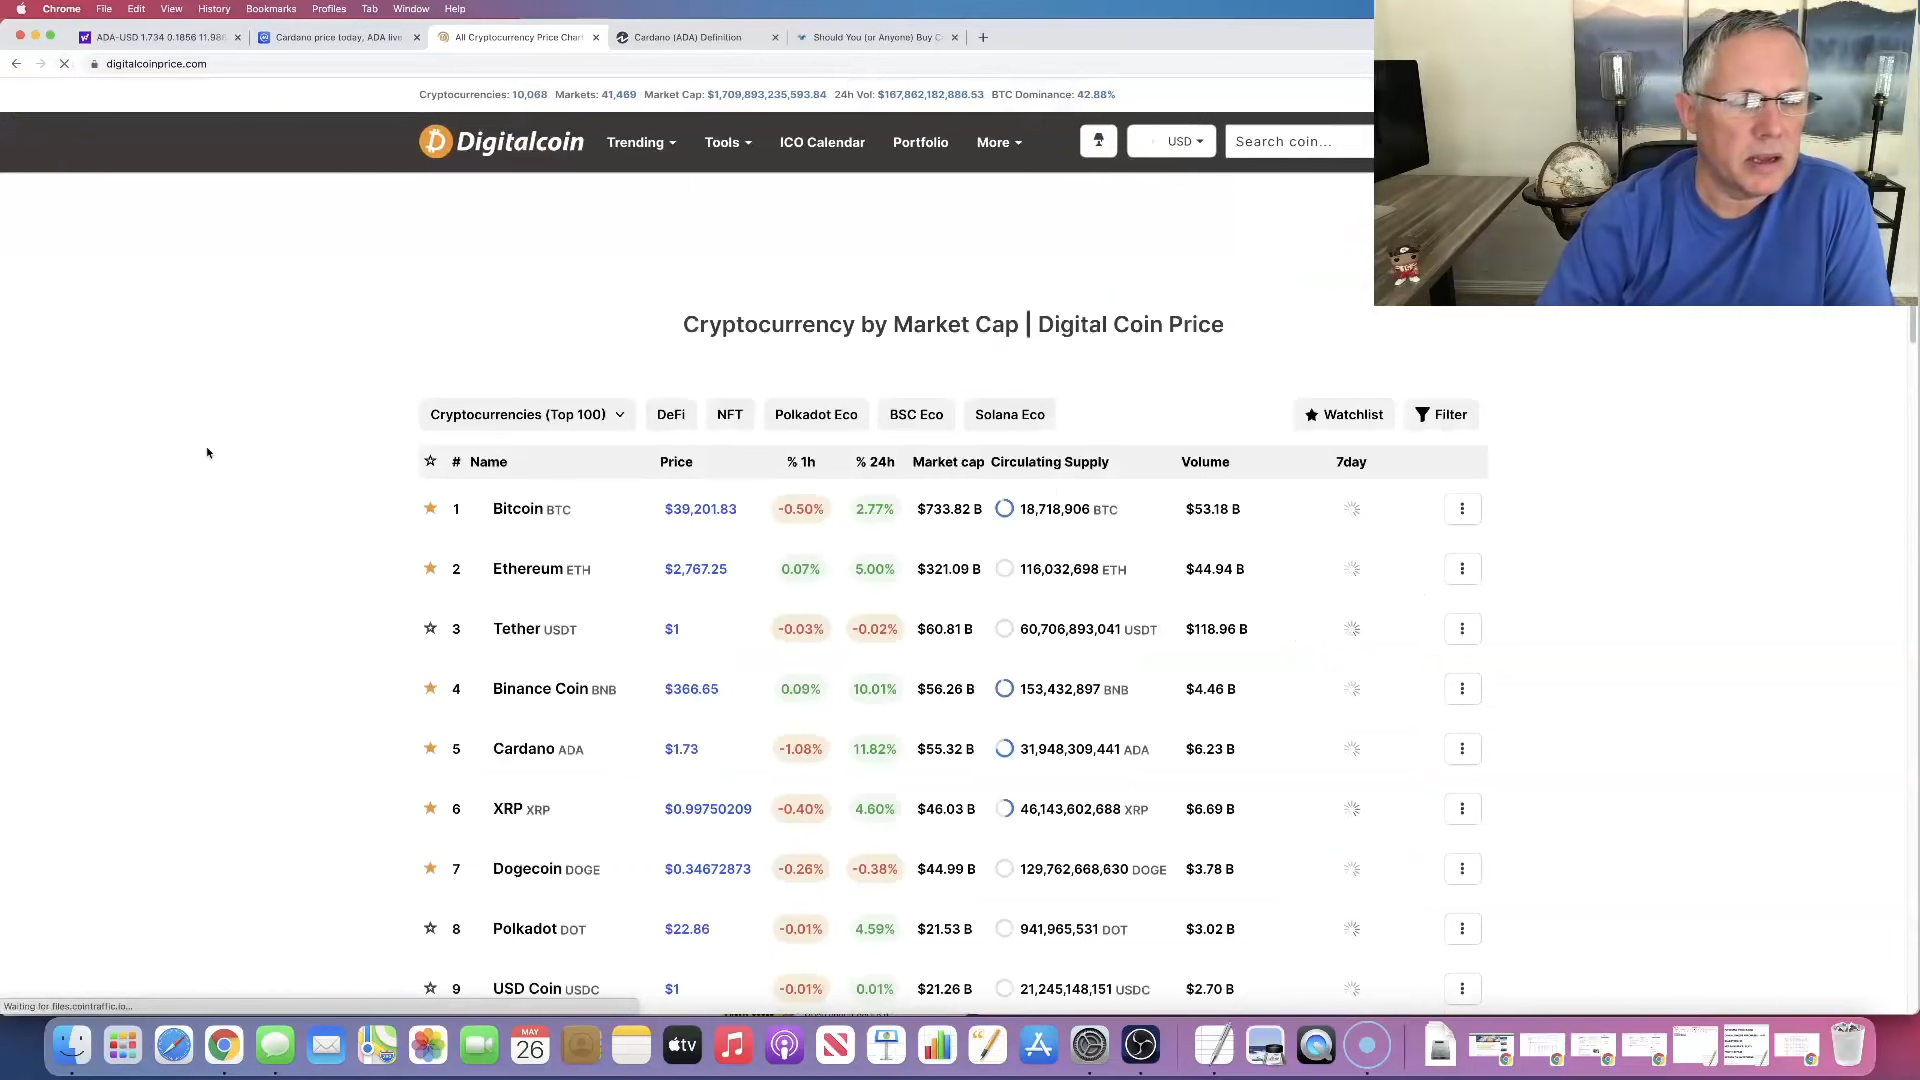 Chrome File Edit View History Bookmarks Profiles Tab Window Help
ADA-USD 1.734 0.1856 11.98
Cardano price today, ADA live
All Cryptocurrency Price Char
Cardano (ADA) Definition
Should You (or Anyone) Buy C
digitalcoinprice.com
Cryptocurrencies: 10,068 Markets: 41,469 Market Cap: $1,709,893,235,593.84 24h Vol: $167,862,182,886.53 BTC Dominance: 42.88%
Digitalcoin Trending Tools ICO Calendar Portfolio More USD Search coin...
Cryptocurrency by Market Cap | Digital Coin Price
Cryptocurrencies (Top 100) DeFi NFT Polkadot Eco BSC Eco Solana Eco Watchlist Filter
# Name Price % 1h % 24h Market cap Circulating Supply Volume 7day
1 Bitcoin BTC $39,201.83 -0.50% 2.77% $733.82 B 18,718,906 BTC $53.18 B
2 Ethereum ETH $2,767.25 0.07% 5.00% $321.09 B 116,032,698 ETH $44.94 B
3 Tether USDT $1 -0.03% -0.02% $60.81 B 60,706,893,041 USDT $118.96 B
4 Binance Coin BNB $366.65 0.09% 10.01% $56.26 B 153,432,897 BNB $4.46 B
5 Cardano ADA $1.73 -1.08% 11.82% $55.32 B 31,948,309,441 ADA $6.23 B
6 XRP XRP $0.99750209 -0.40% 4.60% $46.03 B 46,143,602,688 XRP $6.69 B
7 Dogecoin DOGE $0.34672873 -0.26% -0.38% $44.99 B 129,762,668,630 DOGE $3.78 B
8 Polkadot DOT $22.86 -0.01% 4.59% $21.53 B 941,965,531 DOT $3.02 B
9 USD Coin USDC $1 -0.01% 0.01% $21.26 B 21,245,148,151 USDC $2.70 B
Waiting for files.cointraffic.io...
MAY
26
tv